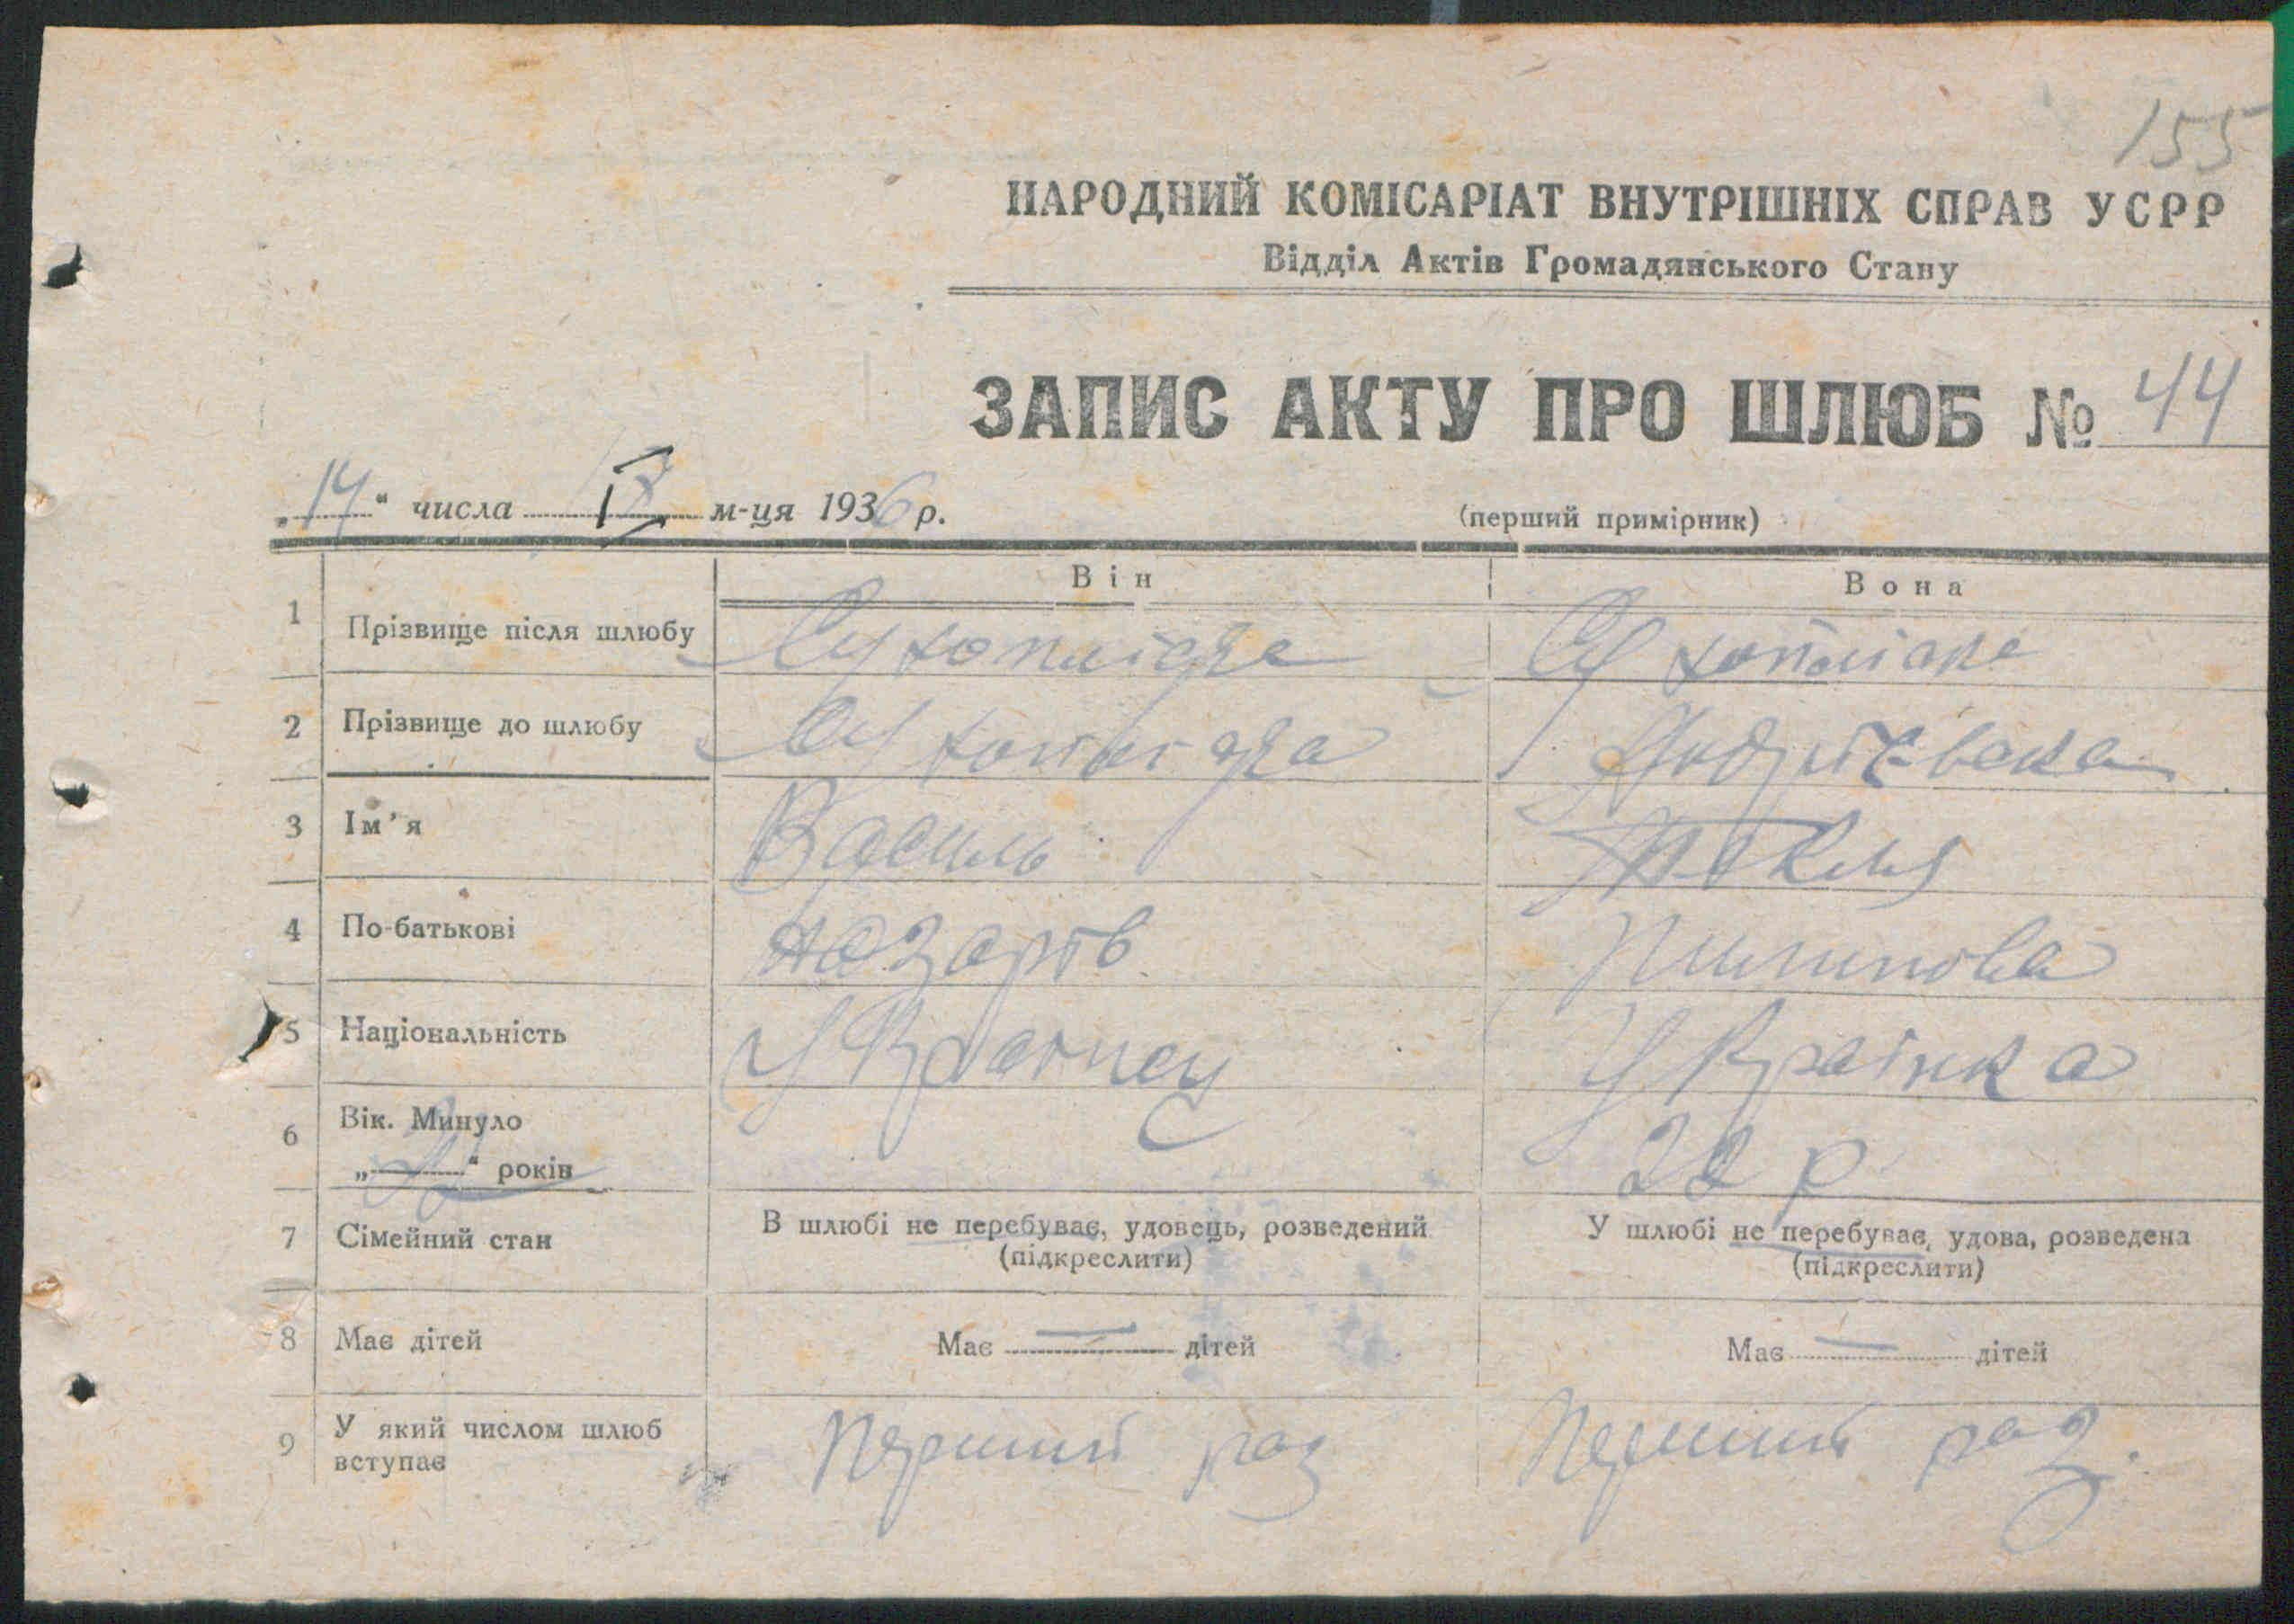 155
НАРОДНИЙ КОМІСАРІАТ ВНУТРІШНІХ СПРАВ УСРР
Відділ Актів Громадянського Стану
ЗАПИС АКТУ ПРО ШЛЮБ № 44
„14“ числа м-ця 1936 р.
(перший примірник)
Він Вона
1 Прізвище після шлюбу
2 Прізвище до шлюбу
3 Ім'я Василь Текля
4 По-батькові Назарів Пилипова
5 Національність Українець Українка
6 Вік. Минуло
„ “ років 22 р
7 Сімейний стан В шлюбі не перебуває, удовець, розведений У шлюбі не перебуває, удова, розведена
(підкреслити) (підкреслити)
8 Має дітей Має — дітей Має — дітей
9 У який числом шлюб Перший раз Перший раз.
вступає